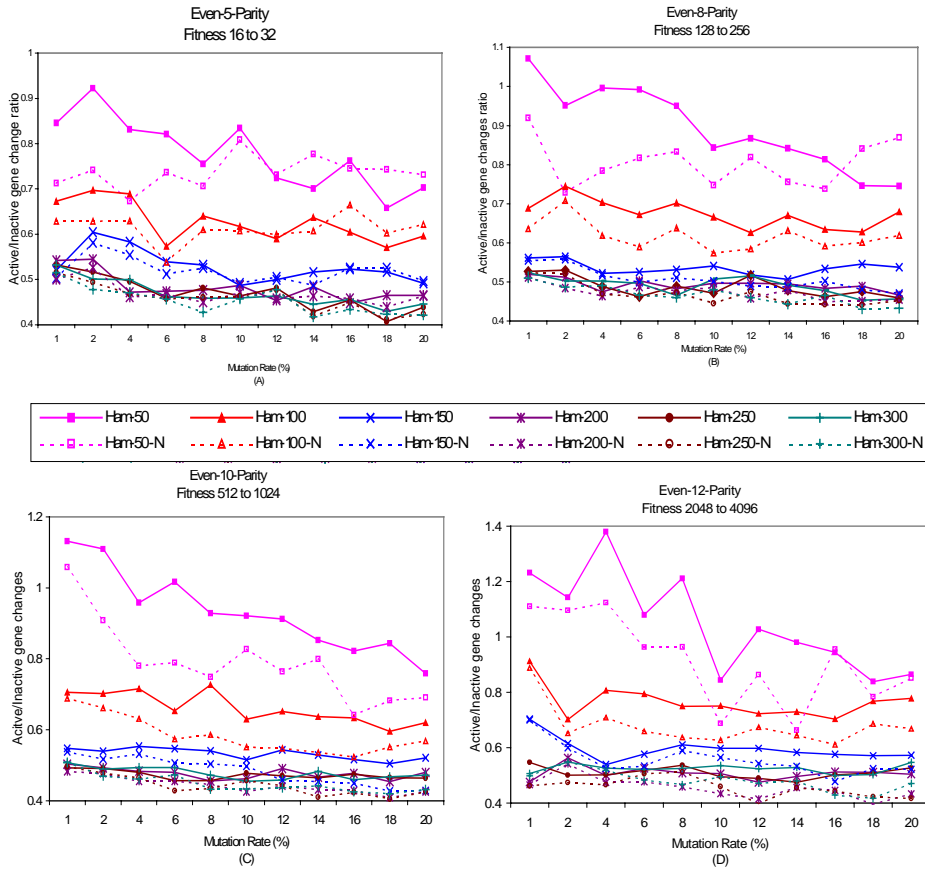 Even-5-Parity
Fitness 16 to 32
Active/Inactive gene change ratio
1
0.9
0.8
0.7
0.6
0.5
0.4
1 2 4 6 8 10 12 14 16 18 20
Mutation Rate (%)
(A)
Even-8-Parity
Fitness 128 to 256
Active/Inactive gene changes ratio
1.1
1
0.9
0.8
0.7
0.6
0.5
0.4
1 2 4 6 8 10 12 14 16 18 20
Mutation Rate (%)
(B)
Ham-50 Ham-100 Ham-150 Ham-200 Ham-250 Ham-300
Ham-50-N Ham-100-N Ham-150-N Ham-200-N Ham-250-N Ham-300-N
Even-10-Parity
Fitness 512 to 1024
Active/Inactive gene changes
1.2
1
0.8
0.6
0.4
1 2 4 6 8 10 12 14 16 18 20
Mutation Rate (%)
(C)
Even-12-Parity
Fitness 2048 to 4096
Active/Inactive gene changes
1.4
1.2
1
0.8
0.6
0.4
1 2 4 6 8 10 12 14 16 18 20
Mutation Rate (%)
(D)